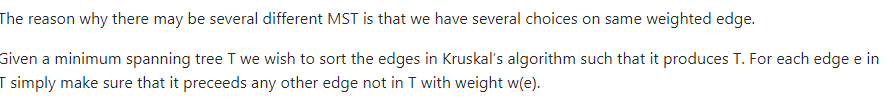 The reason why there may be several different MST is that we have several choices on same weighted edge.
Given a minimum spanning tree T we wish to sort the edges in Kruskal's algorithm such that it produces T. For each edge e in
T simply make sure that it preceeds any other edge not in T with weight w(e).